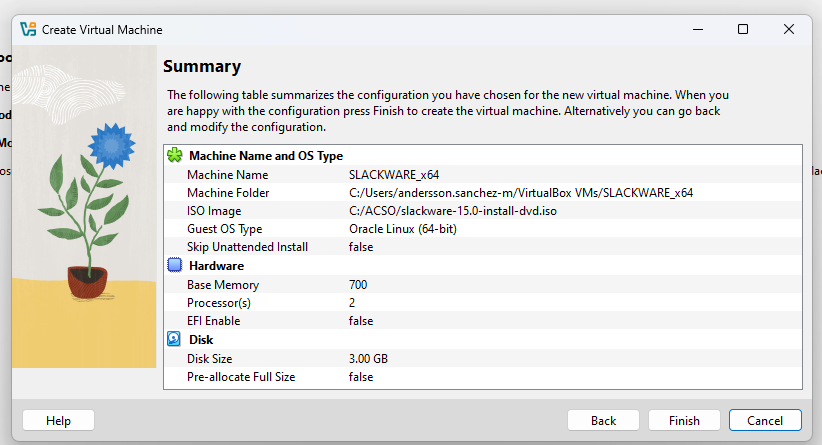 Create Virtual Machine
Summary
The following table summarizes the configuration you have chosen for the new virtual machine. When you
are happy with the configuration press Finish to create the virtual machine. Alternatively you can go back
and modify the configuration.
Machine Name and OS Type
Machine Name SLACKWARE_x64
Machine Folder C:/Users/andersson.sanchez-m/VirtualBox VMs/SLACKWARE_x64
ISO Image C:/ACSO/slackware-15.0-install-dvd.iso
Guest OS Type Oracle Linux (64-bit)
Skip Unattended Install false
Hardware
Base Memory 700
Processor(s) 2
EFI Enable false
Disk
Disk Size 3.00 GB
Pre-allocate Full Size false
Help Back Finish Cancel